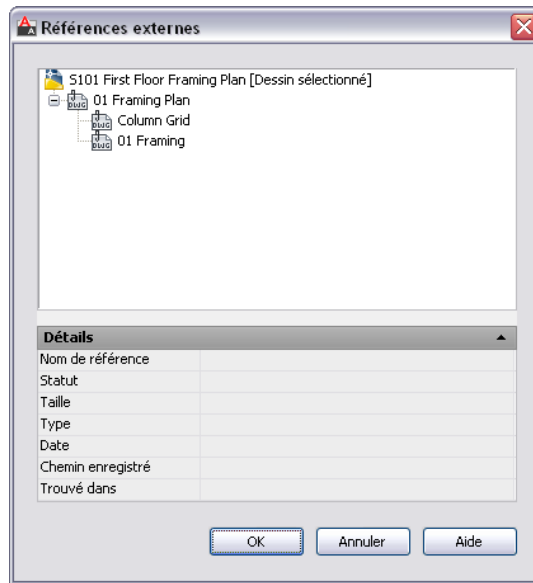 Références externes
S101 First Floor Framing Plan [Dessin sélectionné]
01 Framing Plan
Column Grid
01 Framing
Détails
Nom de référence
Statut
Taille
Type
Date
Chemin enregistré
Trouvé dans
OK Annuler Aide